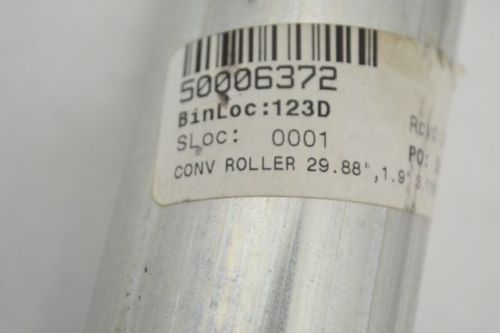 50006372
BinLoc:123D
SLoc: 0001
PO:
CONV ROLLER 29.88",1.9"